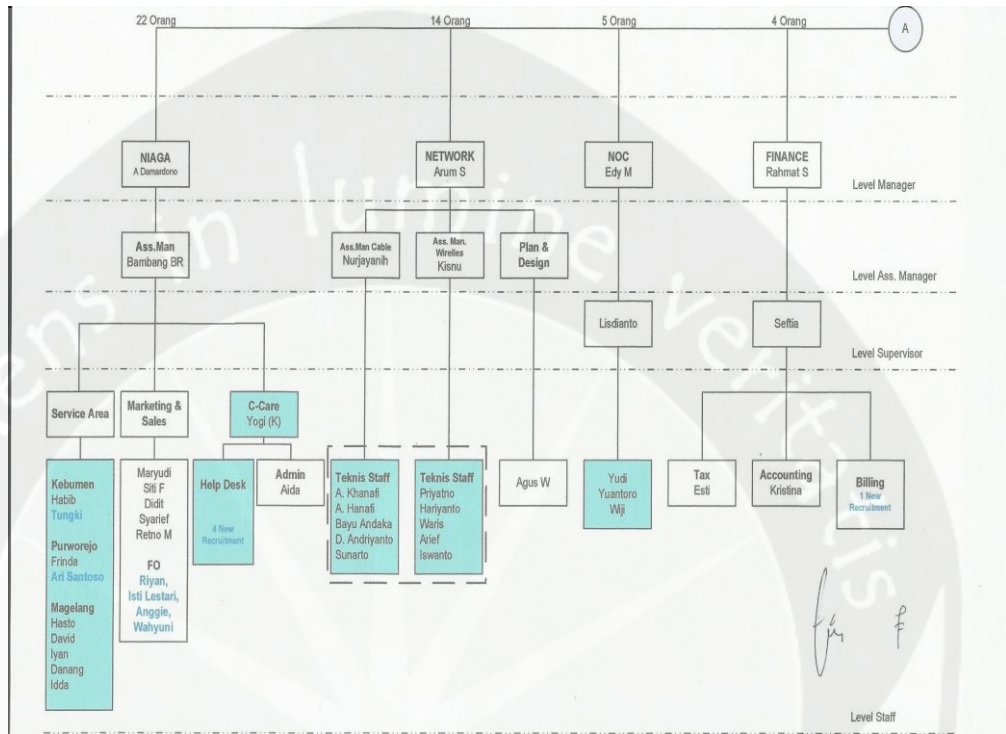 22 Orang
14 Orang
5 Orang
4 Orang
A
NIAGA
A Damardono
NETWORK
Arum S
NOC
Edy M
FINANCE
Rahmat S
Level Manager
Ass.Man
Bambang BR
Ass.Man Cable
Nurjayanih
Ass. Man.
Wirelles
Kisnu
Plan &
Design
Level Ass. Manager
Lisdianto
Seftia
Level Supervisor
Service Area
Marketing &
Sales
C-Care
Yogi (K)
Kebumen
Habib
Tungki
Purworejo
Frinda
Ari Santoso
Magelang
Hasto
David
Iyan
Danang
Idda
Maryudi
Siti F
Didit
Syarief
Retno M
FO
Riyan,
Isti Lestari,
Anggie,
Wahyuni
Help Desk
4 New
Recruitment
Admin
Aida
Teknis Staff
A. Khanafi
A. Hanafi
Bayu Andaka
D. Andriyanto
Sunarto
Teknis Staff
Priyatno
Hariyanto
Waris
Arief
Iswanto
Agus W
Yudi
Yuantoro
Wiji
Tax
Esti
Accounting
Kristina
Billing
1 New
Recruitment
Level Staff
ens in lumine veritatis